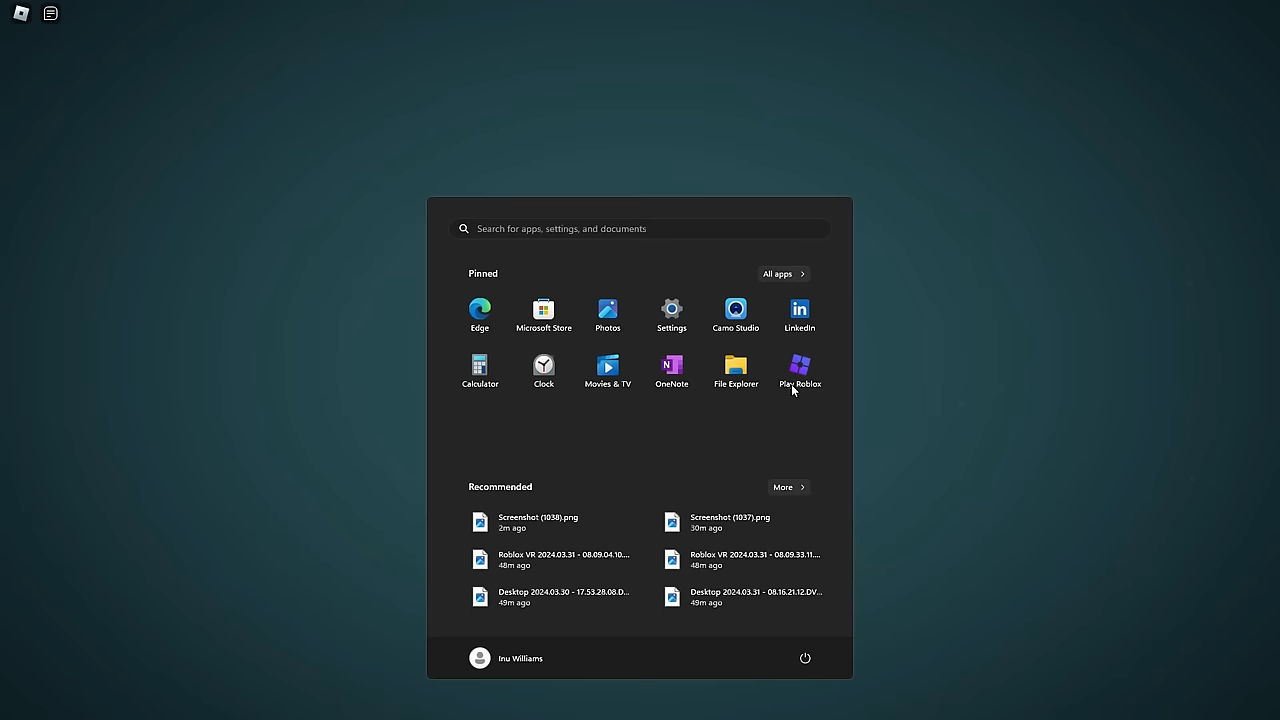 Search for apps, settings, and documents
Pinned
All apps
Edge
Microsoft Store
Photos
Settings
Camo Studio
LinkedIn
Calculator
Clock
Movies & TV
OneNote
File Explorer
Play Roblox
Recommended
More
Screenshot (1038).png
2m ago
Screenshot (1037).png
30m ago
Roblox VR 2024.03.31 - 08.09.04.10....
48m ago
Roblox VR 2024.03.31 - 08.09.33.11....
48m ago
Desktop 2024.03.30 - 17.53.28.08.D...
49m ago
Desktop 2024.03.31 - 08.16.21.12.DV...
49m ago
Inu Williams